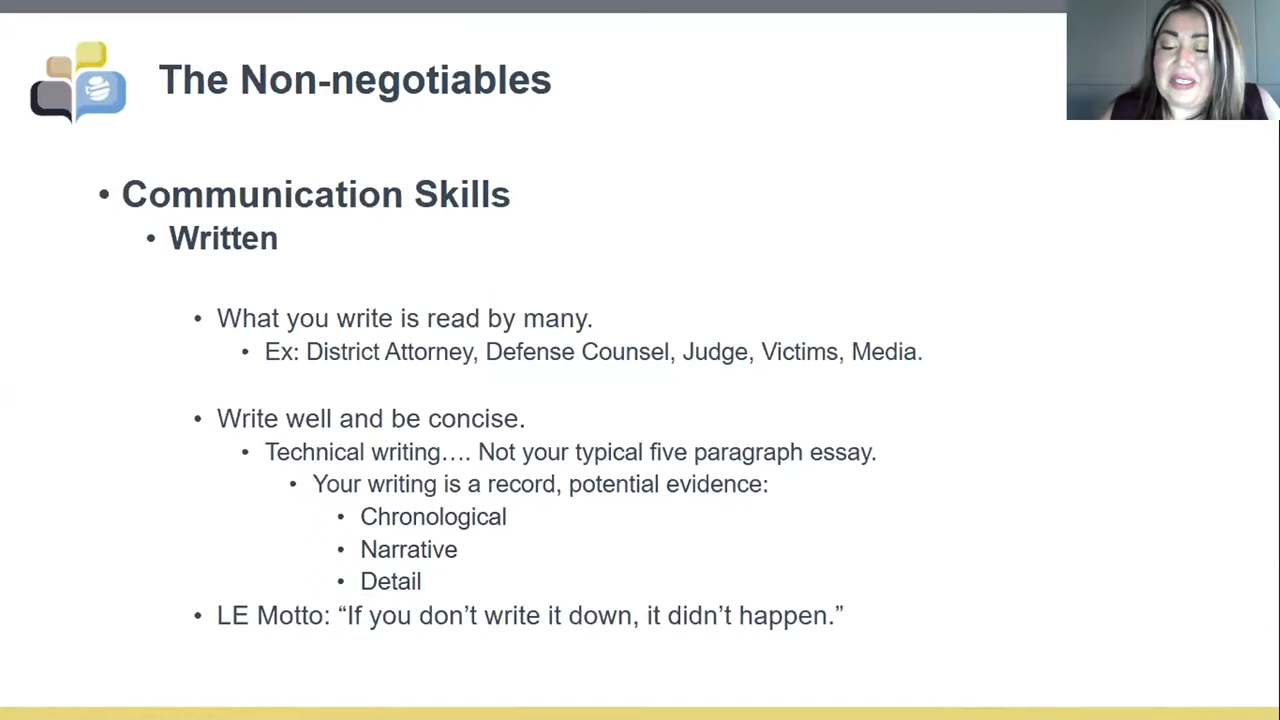 The Non-negotiables
• Communication Skills
• Written
• What you write is read by many.
• Ex: District Attorney, Defense Counsel, Judge, Victims, Media.
• Write well and be concise.
• Technical writing…. Not your typical five paragraph essay.
• Your writing is a record, potential evidence:
• Chronological
• Narrative
• Detail
• LE Motto: “If you don’t write it down, it didn’t happen.”